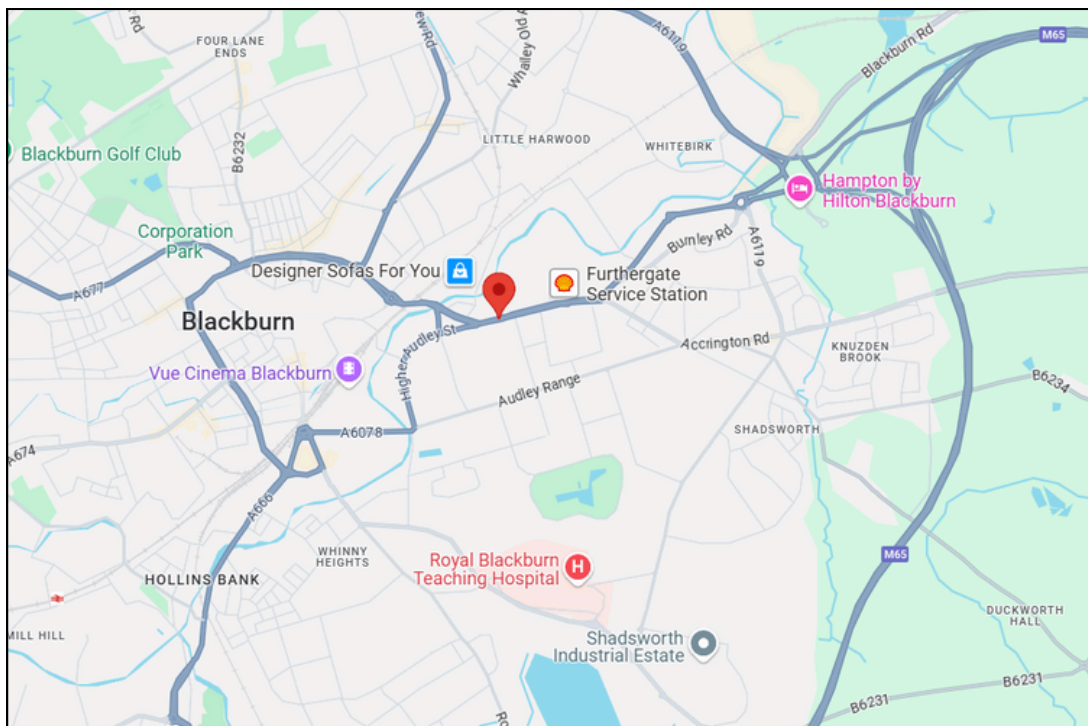 A6119
M65
Blackburn Rd
FOUR LANE
ENDS
Whalley Old
LITTLE HARWOOD
WHITEBIRK
Blackburn Golf Club
B6232
Hampton by
Hilton Blackburn
Corporation
Park
Burnley Rd
A6119
Designer Sofas For You
Furthergate
Service Station
A677
Blackburn
Higher Audley St
Accrington Rd
KNUZDEN
BROOK
Vue Cinema Blackburn
Audley Range
B6234
A6078
SHADSWORTH
A674
A666
WHINNY
HEIGHTS
Royal Blackburn
Teaching Hospital
H
M65
HOLLINS BANK
DUCKWORTH
HALL
MILL HILL
Shadsworth
Industrial Estate
B6231
B6231